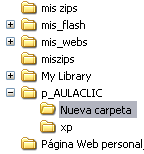 mis zips
mis_flash
mis_webs
miszips
My Library
p_AULACLIC
Nueva carpeta
xp
Página Web personal